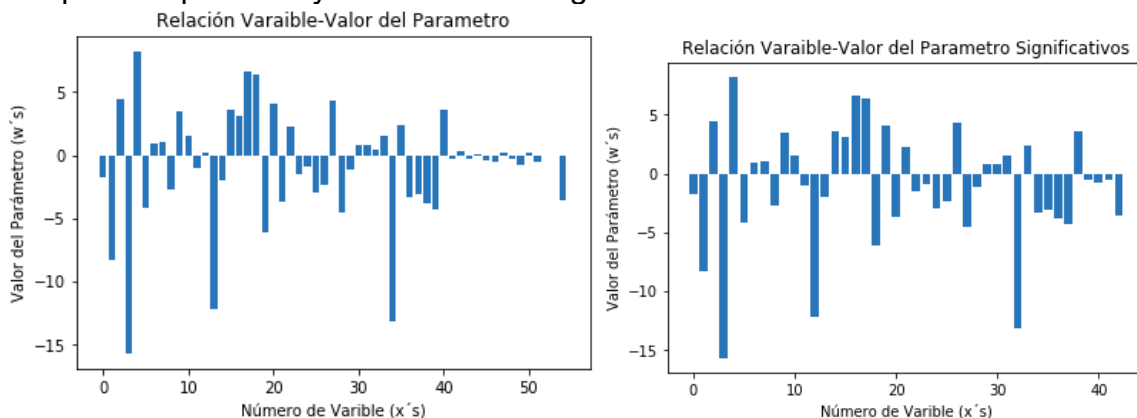 Relación Varaible-Valor del Parametro
5
0
−5
−10
−15
Valor del Parámetro (w´s)
0 10 20 30 40 50
Número de Varible (x´s)
Relación Varaible-Valor del Parametro Significativos
5
0
−5
−10
−15
Valor del Parámetro (w´s)
0 10 20 30 40
Número de Varible (x´s)